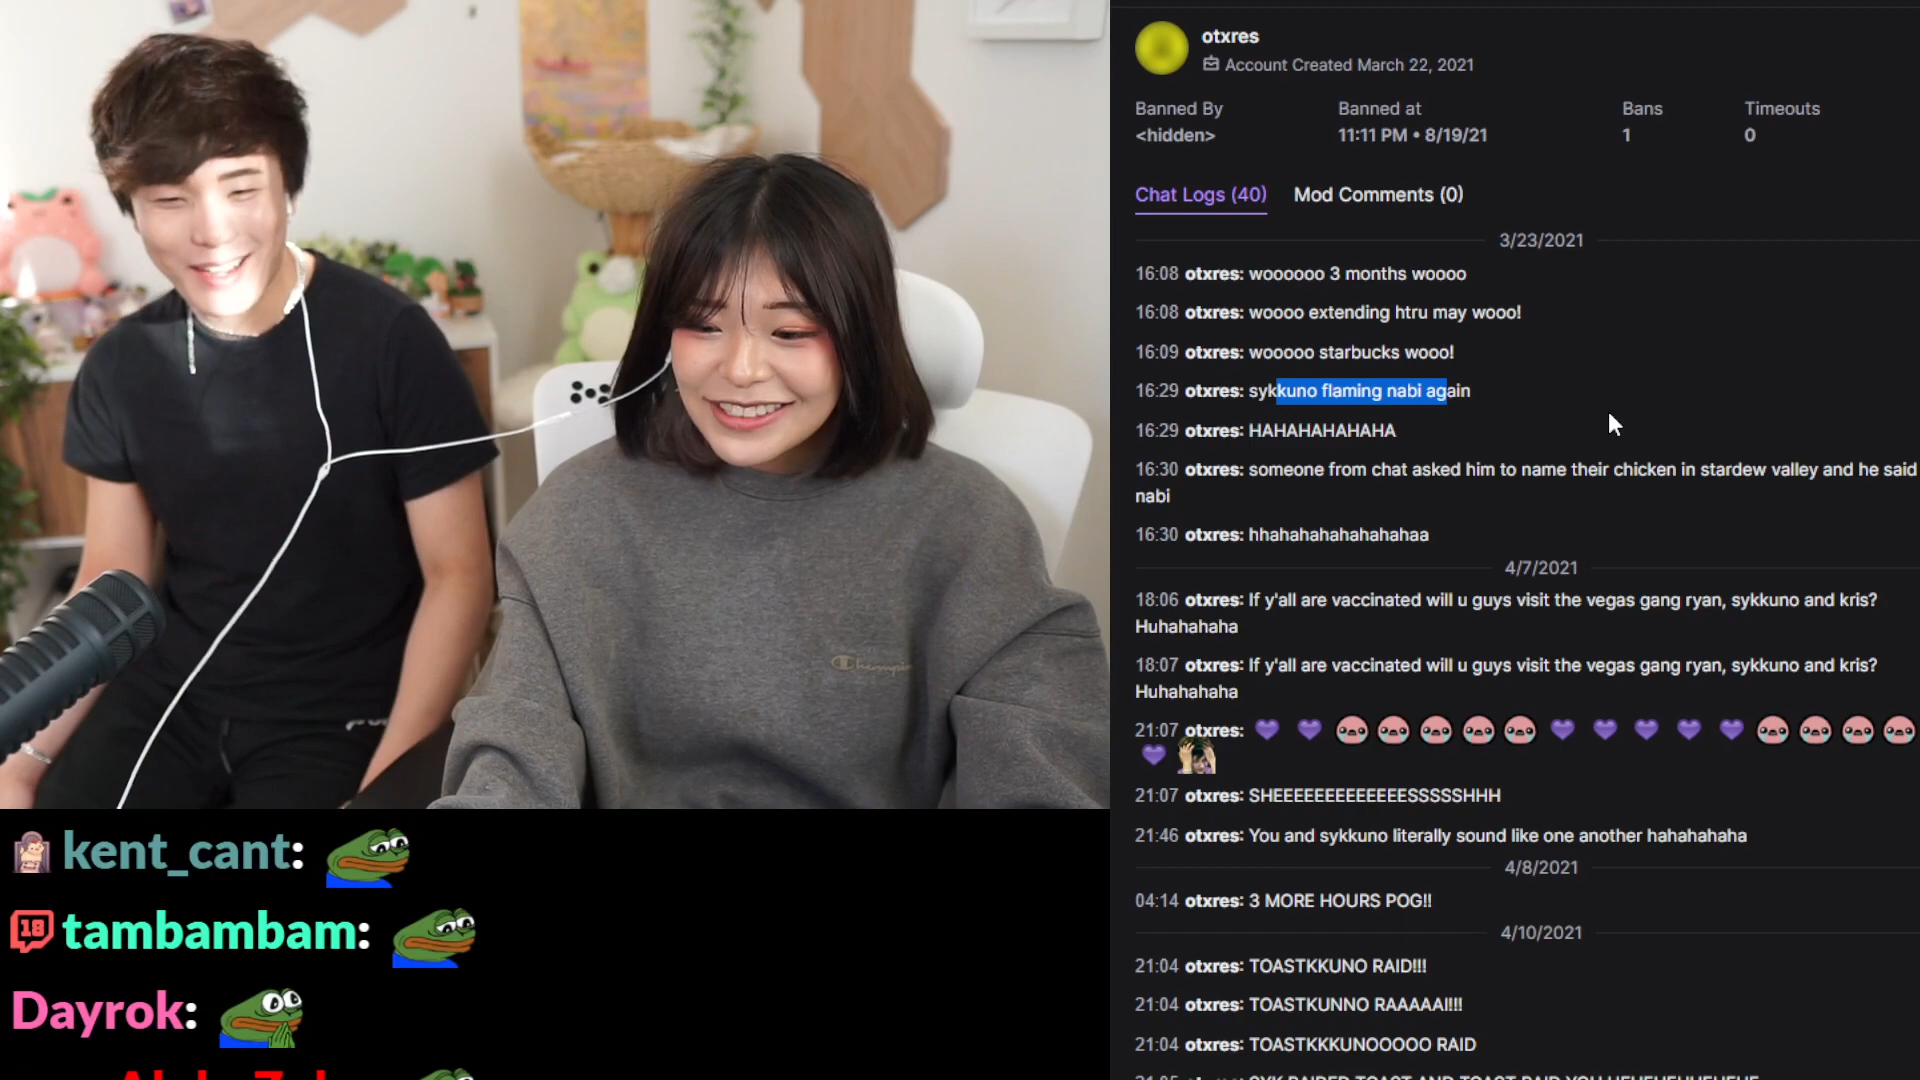 otxres
Account Created March 22, 2021
Banned By
Banned at
Bans
Timeouts
<hidden>
11:11 PM • 8/19/21
1
0
Chat Logs (40)
Mod Comments (0)
3/23/2021
16:08 otxres: woooooo 3 months woooo
16:08 otxres: woooo extending htru may wooo!
16:09 otxres: wooooo starbucks wooo!
16:29 otxres: sykkuno flaming nabi again
16:29 otxres: HAHAHAHAHAHA
16:30 otxres: someone from chat asked him to name their chicken in stardew valley and he said
nabi
16:30 otxres: hhahahahahahahahaa
4/7/2021
18:06 otxres: If y'all are vaccinated will u guys visit the vegas gang ryan, sykkuno and kris?
Huhahahaha
18:07 otxres: If y'all are vaccinated will u guys visit the vegas gang ryan, sykkuno and kris?
Huhahahaha
21:07 otxres:
21:07 otxres: SHEEEEEEEEEEEEESSSSSHHH
21:46 otxres: You and sykkuno literally sound like one another hahahahaha
4/8/2021
04:14 otxres: 3 MORE HOURS POG!!
4/10/2021
21:04 otxres: TOASTKKUNO RAID!!!
21:04 otxres: TOASTKUNNO RAAAAAI!!!
21:04 otxres: TOASTKKKUNOOOOO RAID
Champion
kent_cant:
18 tambambam:
Dayrok: